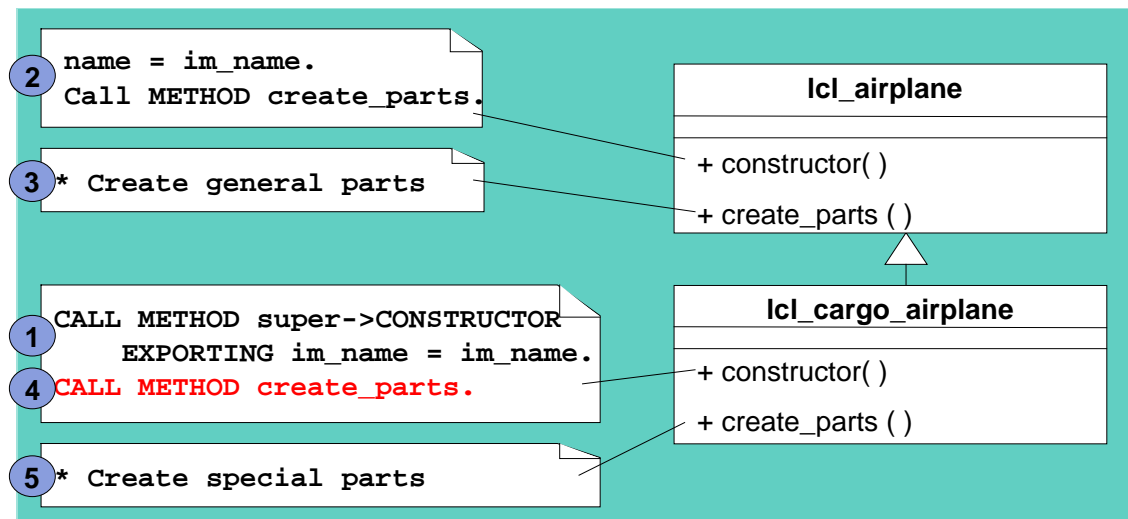 2
name = im_name.
Call METHOD create_parts.
3
* Create general parts
1
CALL METHOD super->CONSTRUCTOR
EXPORTING im_name = im_name.
4
CALL METHOD create_parts.
5
* Create special parts
lcl_airplane
+ constructor( )
+ create_parts ( )
lcl_cargo_airplane
+ constructor( )
+ create_parts ( )